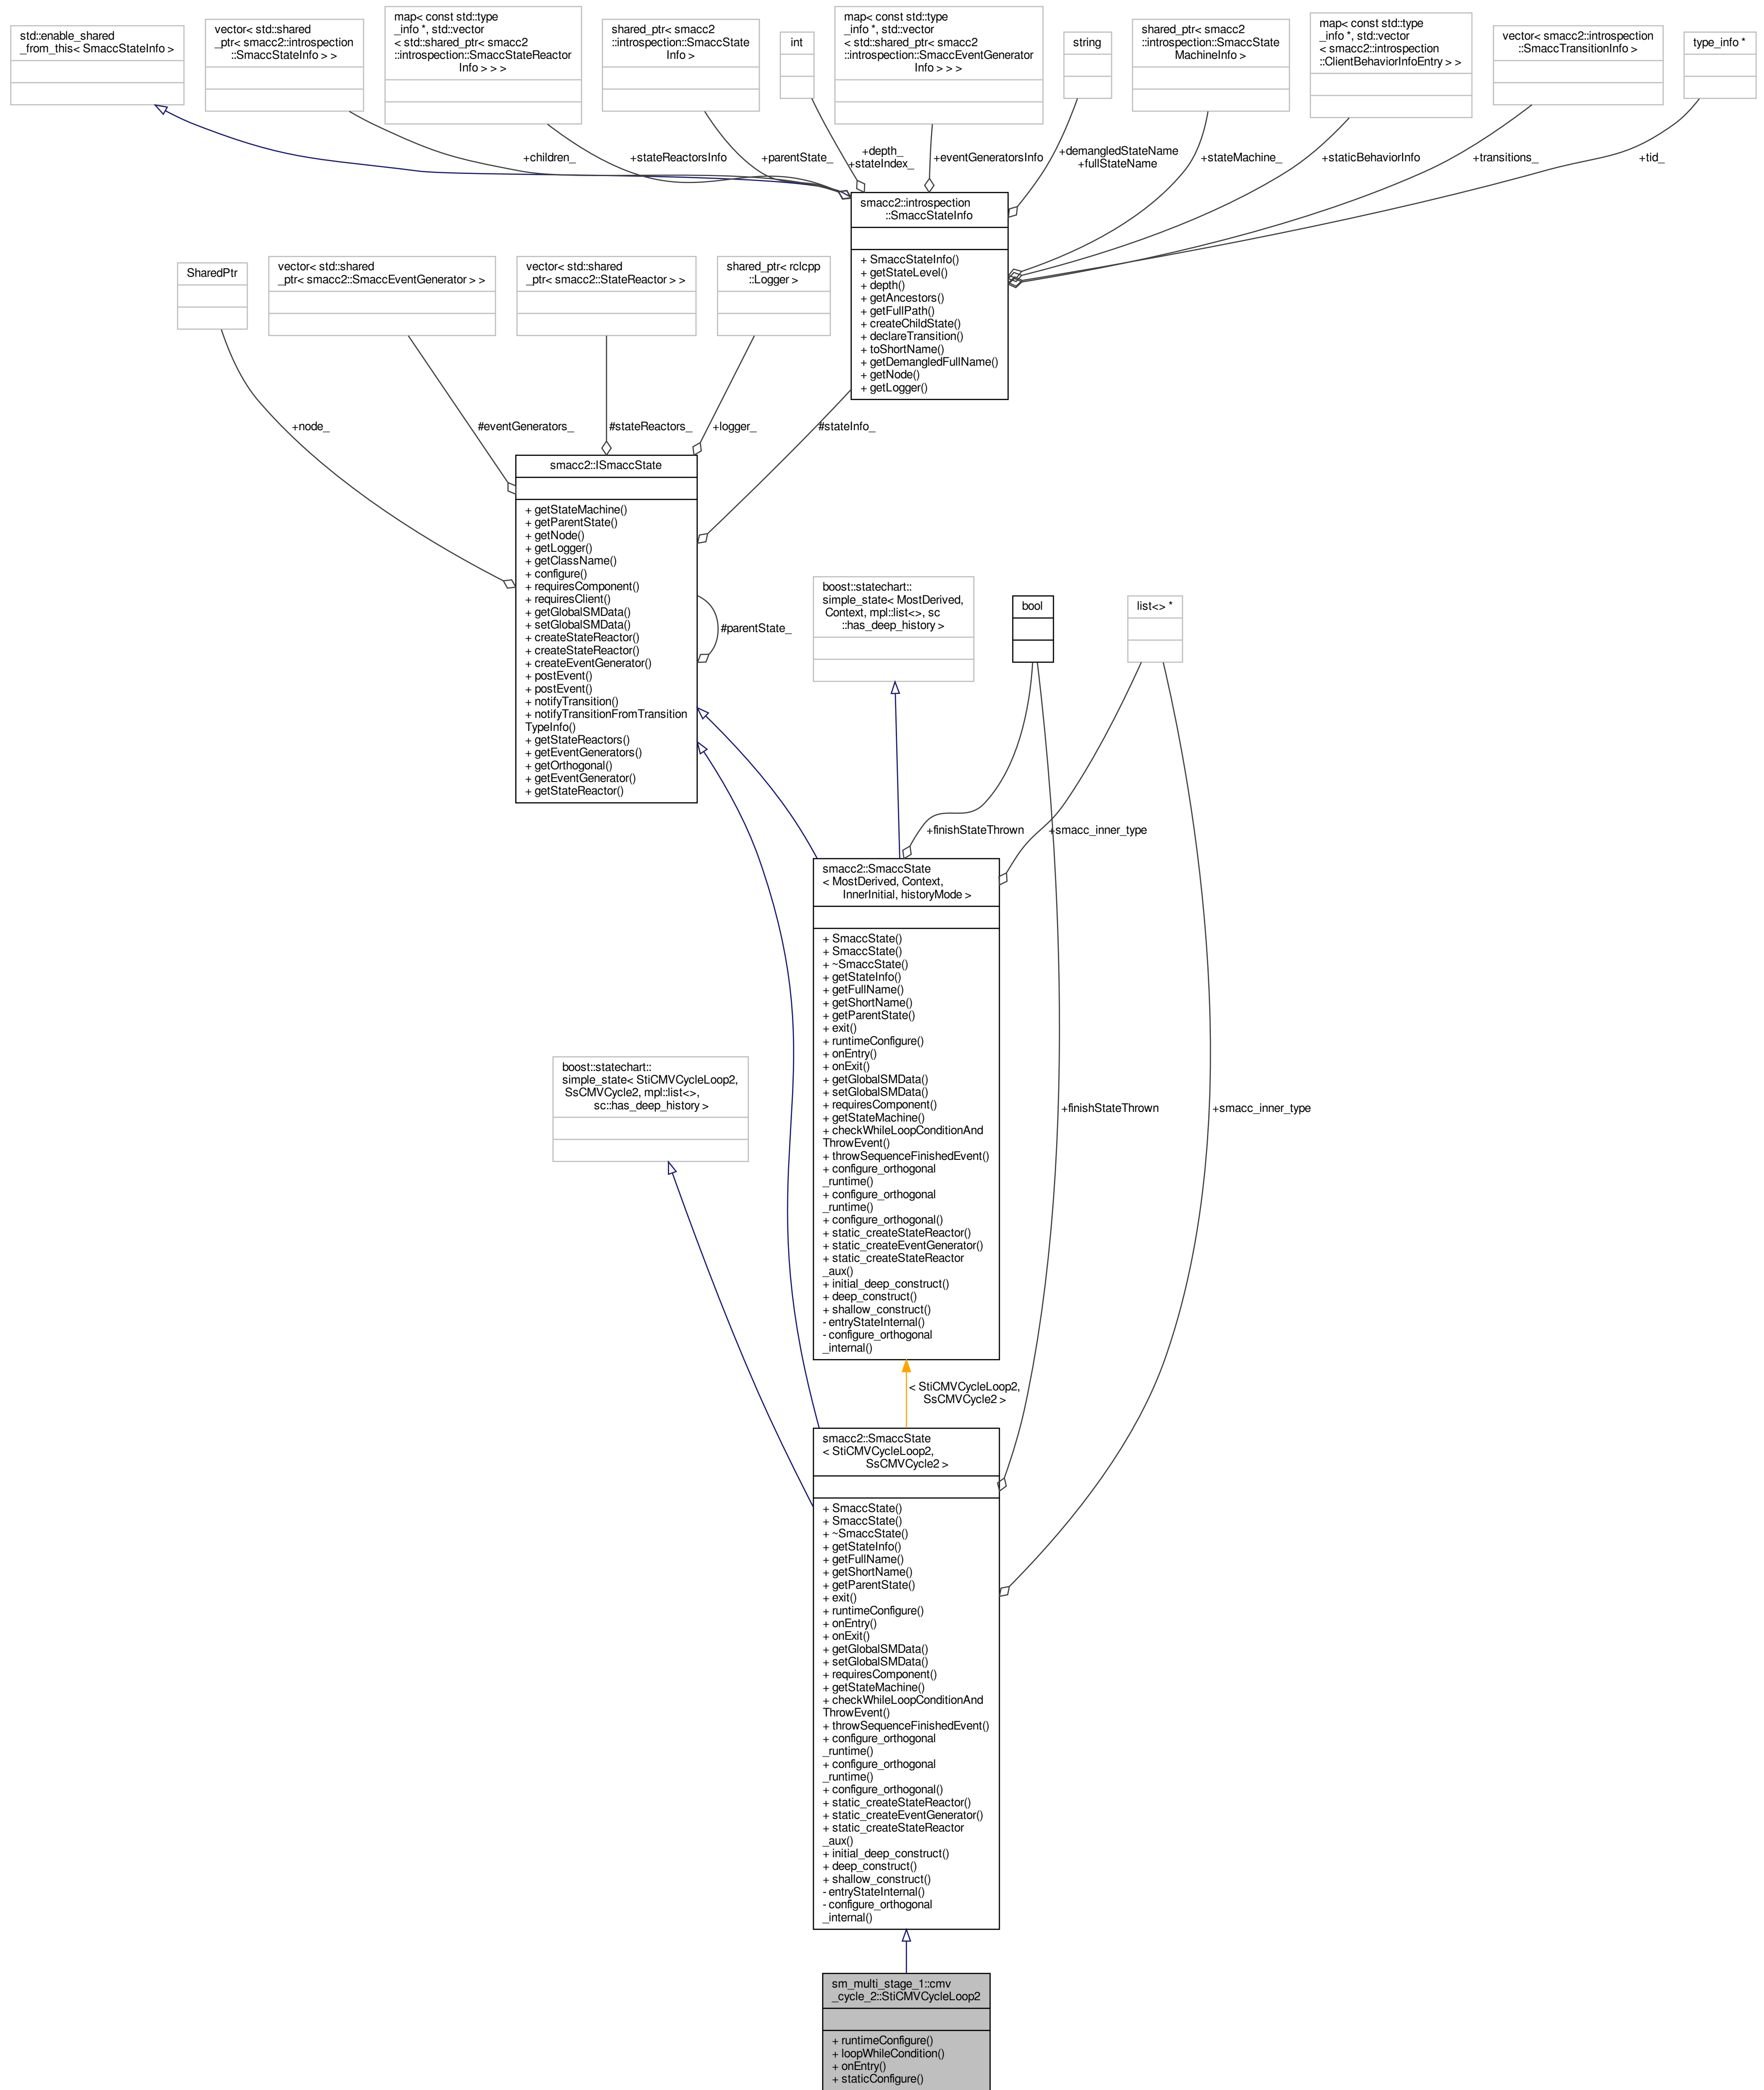 std::enable_shared
_from_this< SmaccStateInfo >
vector< std::shared
_ptr< smacc2::introspection
::SmaccStateInfo > >
map< const std::type
_info *, std::vector
< std::shared_ptr< smacc2
::introspection::SmaccStateReactor
Info > > >
shared_ptr< smacc2
::introspection::SmaccState
Info >
int
map< const std::type
_info *, std::vector
< std::shared_ptr< smacc2
::introspection::SmaccEventGenerator
Info > > >
string
shared_ptr< smacc2
::introspection::SmaccState
MachineInfo >
map< const std::type
_info *, std::vector
< smacc2::introspection
::ClientBehaviorInfoEntry > >
vector< smacc2::introspection
::SmaccTransitionInfo >
type_info *
+children_
+stateReactorsInfo
+parentState_
+depth_
+stateIndex_
+eventGeneratorsInfo
+demangledStateName
+fullStateName
+stateMachine_
+staticBehaviorInfo
+transitions_
+tid_
smacc2::introspection
::SmaccStateInfo
+ SmaccStateInfo()
+ getStateLevel()
+ depth()
+ getAncestors()
+ getFullPath()
+ createChildState()
+ declareTransition()
+ toShortName()
+ getDemangledFullName()
+ getNode()
+ getLogger()
SharedPtr
vector< std::shared
_ptr< smacc2::SmaccEventGenerator > >
vector< std::shared
_ptr< smacc2::StateReactor > >
shared_ptr< rclcpp
::Logger >
+node_
#eventGenerators_
#stateReactors_
+logger_
#stateInfo_
smacc2::ISmaccState
+ getStateMachine()
+ getParentState()
+ getNode()
+ getLogger()
+ getClassName()
+ configure()
+ requiresComponent()
+ requiresClient()
+ getGlobalSMData()
+ setGlobalSMData()
+ createStateReactor()
+ createStateReactor()
+ createEventGenerator()
+ postEvent()
+ postEvent()
+ notifyTransition()
+ notifyTransitionFromTransition
TypeInfo()
+ getStateReactors()
+ getEventGenerators()
+ getOrthogonal()
+ getEventGenerator()
+ getStateReactor()
#parentState_
boost::statechart::
simple_state< MostDerived,
Context, mpl::list<>, sc
::has_deep_history >
bool
list<> *
+finishStateThrown
+smacc_inner_type
smacc2::SmaccState
< MostDerived, Context,
InnerInitial, historyMode >
+ SmaccState()
+ SmaccState()
+ ~SmaccState()
+ getStateInfo()
+ getFullName()
+ getShortName()
+ getParentState()
+ exit()
+ runtimeConfigure()
+ onEntry()
+ onExit()
+ getGlobalSMData()
+ setGlobalSMData()
+ requiresComponent()
+ getStateMachine()
+ checkWhileLoopConditionAnd
ThrowEvent()
+ throwSequenceFinishedEvent()
+ configure_orthogonal
_runtime()
+ configure_orthogonal
_runtime()
+ configure_orthogonal()
+ static_createStateReactor()
+ static_createEventGenerator()
+ static_createStateReactor
_aux()
+ initial_deep_construct()
+ deep_construct()
+ shallow_construct()
- entryStateInternal()
- configure_orthogonal
_internal()
boost::statechart::
simple_state< StiCMVCycleLoop2,
SsCMVCycle2, mpl::list<>,
sc::has_deep_history >
+finishStateThrown
+smacc_inner_type
< StiCMVCycleLoop2,
SsCMVCycle2 >
smacc2::SmaccState
< StiCMVCycleLoop2,
SsCMVCycle2 >
+ SmaccState()
+ SmaccState()
+ ~SmaccState()
+ getStateInfo()
+ getFullName()
+ getShortName()
+ getParentState()
+ exit()
+ runtimeConfigure()
+ onEntry()
+ onExit()
+ getGlobalSMData()
+ setGlobalSMData()
+ requiresComponent()
+ getStateMachine()
+ checkWhileLoopConditionAnd
ThrowEvent()
+ throwSequenceFinishedEvent()
+ configure_orthogonal
_runtime()
+ configure_orthogonal
_runtime()
+ configure_orthogonal()
+ static_createStateReactor()
+ static_createEventGenerator()
+ static_createStateReactor
_aux()
+ initial_deep_construct()
+ deep_construct()
+ shallow_construct()
- entryStateInternal()
- configure_orthogonal
_internal()
sm_multi_stage_1::cmv
_cycle_2::StiCMVCycleLoop2
+ runtimeConfigure()
+ loopWhileCondition()
+ onEntry()
+ staticConfigure()